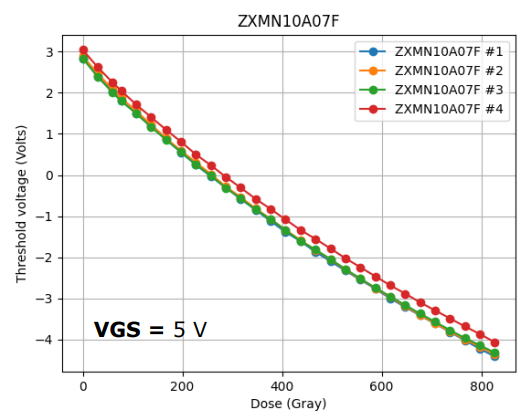 ZXMN10A07F
ZXMN10A07F #1
ZXMN10A07F #2
ZXMN10A07F #3
ZXMN10A07F #4
Threshold voltage (Volts)
3
2
1
0
−1
−2
−3
−4
VGS = 5 V
0
200
400
600
800
Dose (Gray)